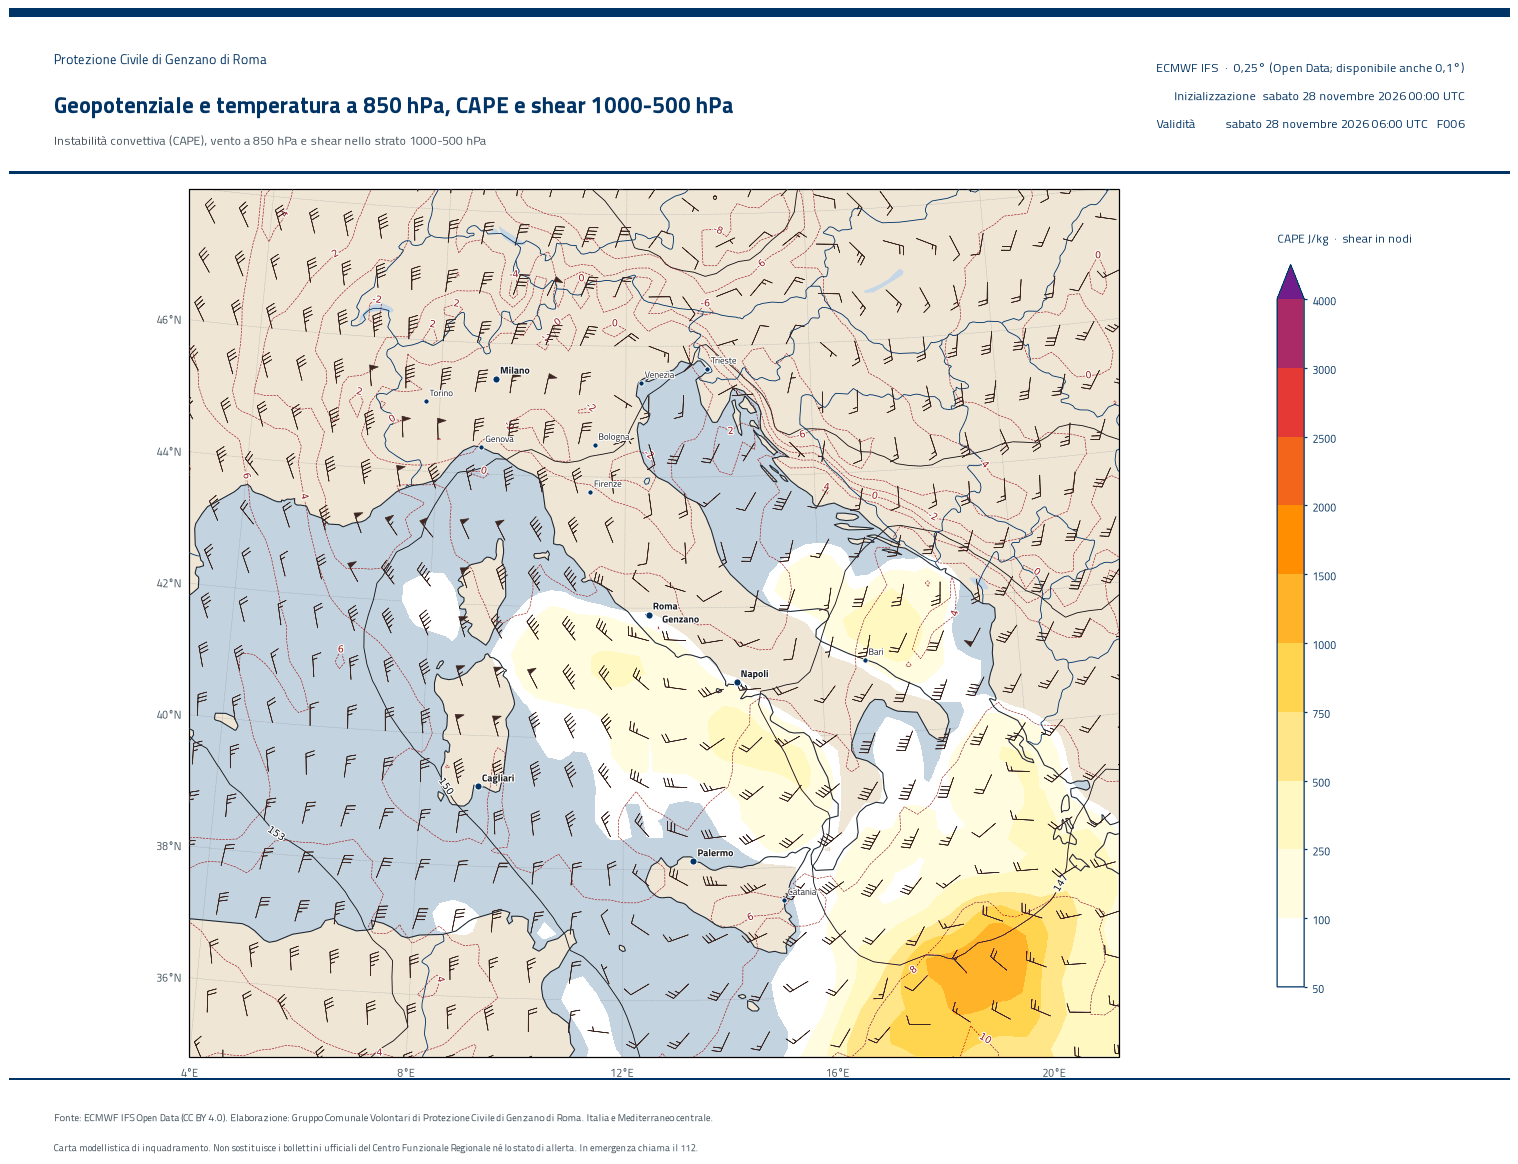 Protezione Civile di Genzano di Roma
Geopotenziale e temperatura a 850 hPa, CAPE e shear 1000-500 hPa
Instabilità convettiva (CAPE), vento a 850 hPa e shear nello strato 1000-500 hPa
ECMWF IFS · 0,25° (Open Data; disponibile anche 0,1°)
Inizializzazione sabato 28 novembre 2026 00:00 UTC
Validità sabato 28 novembre 2026 06:00 UTC F006
CAPE J/kg · shear in nodi
4000
3000
2500
2000
1500
1000
750
500
250
100
50
46°N
44°N
42°N
40°N
38°N
36°N
4°E
8°E
12°E
16°E
20°E
Milano
Torino
Venezia
Trieste
Genova
Bologna
Firenze
Roma
Genzano
Napoli
Bari
Cagliari
Palermo
Catania
150
153
147
Fonte: ECMWF IFS Open Data (CC BY 4.0). Elaborazione: Gruppo Comunale Volontari di Protezione Civile di Genzano di Roma. Italia e Mediterraneo centrale.
Carta modellistica di inquadramento. Non sostituisce i bollettini ufficiali del Centro Funzionale Regionale né lo stato di allerta. In emergenza chiama il 112.